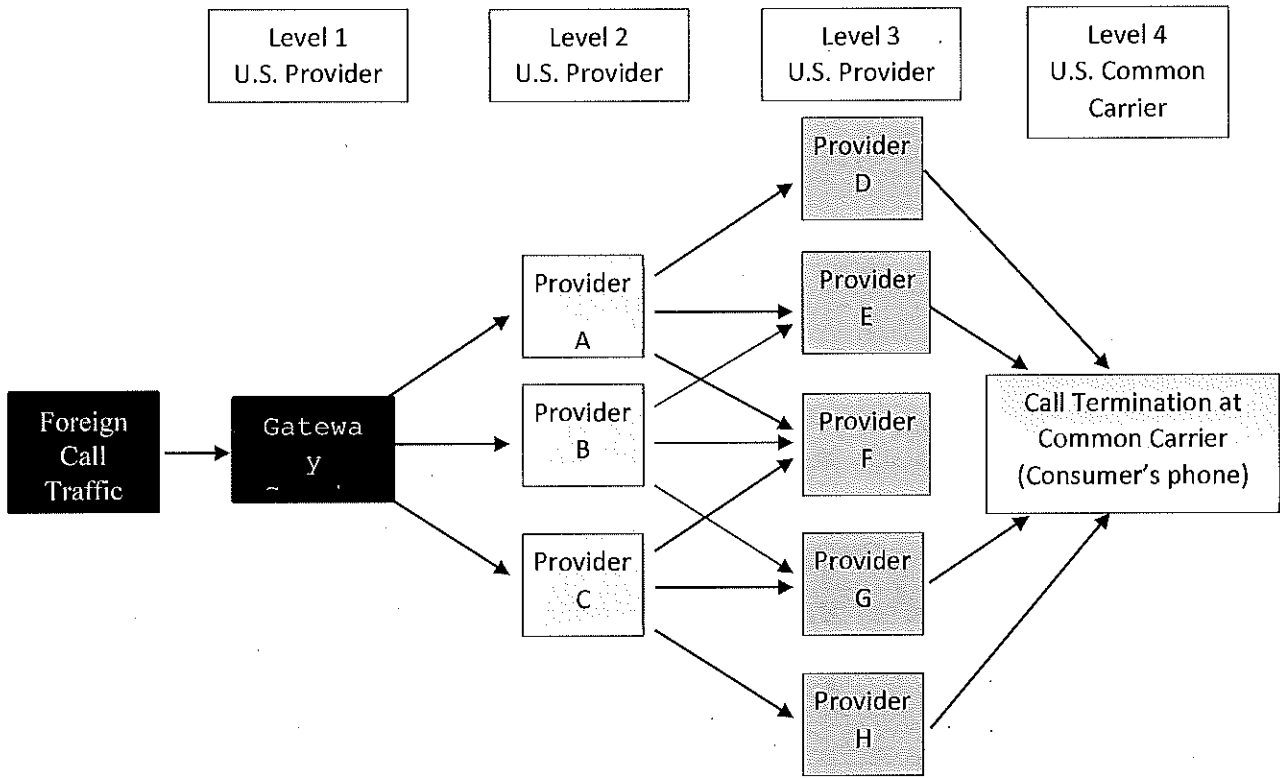 Level 1
U.S. Provider
Level 2
U.S. Provider
Level 3
U.S. Provider
Level 4
U.S. Common
Carrier
Provider
D
Provider
A
Provider
E
Foreign
Call
Traffic
Gatewa
y
Provider
B
Provider
F
Call Termination at
Common Carrier
(Consumer's phone)
Provider
C
Provider
G
Provider
H